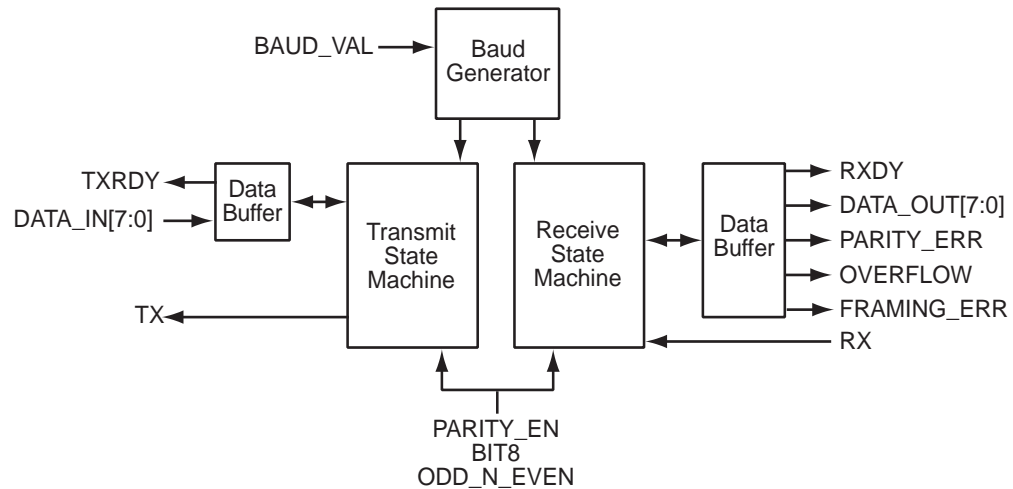 BAUD_VAL
Baud
Generator
TXRDY
DATA_IN[7:0]
Data
Buffer
TX
Transmit
State
Machine
Receive
State
Machine
Data
Buffer
RXDY
DATA_OUT[7:0]
PARITY_ERR
OVERFLOW
FRAMING_ERR
RX
PARITY_EN
BIT8
ODD_N_EVEN